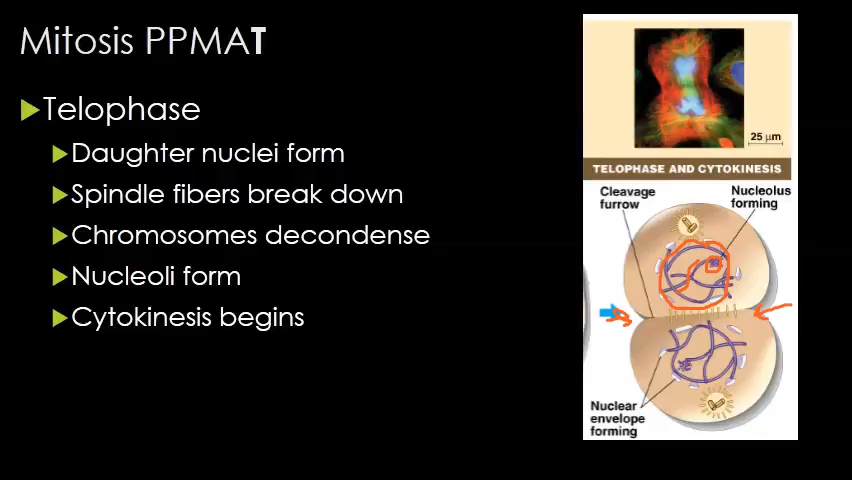 Mitosis PPMAT
Telophase
Daughter nuclei form
Spindle fibers break down
Chromosomes decondense
Nucleoli form
Cytokinesis begins
25 µm
TELOPHASE AND CYTOKINESIS
Cleavage
furrow
Nucleolus
forming
Nuclear
envelope
forming